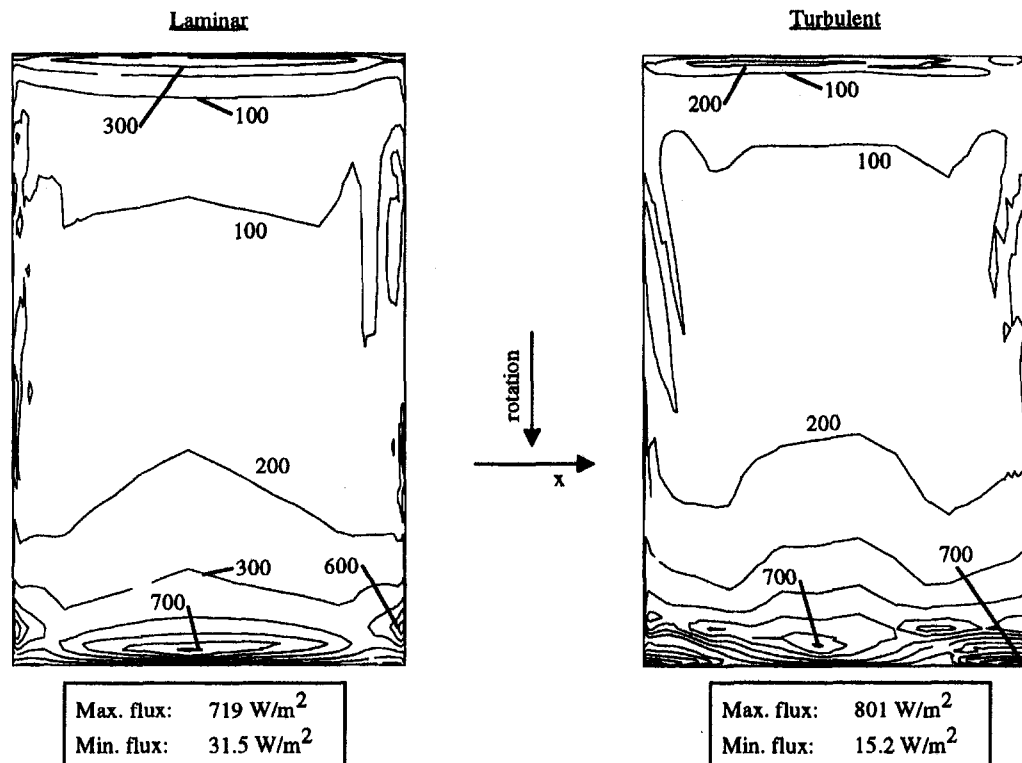 Laminar
Turbulent
300
100
200
100
100
100
200
200
300
600
700
rotation
x
700
700
Max. flux: 719 W/m²
Min. flux: 31.5 W/m²
Max. flux: 801 W/m²
Min. flux: 15.2 W/m²